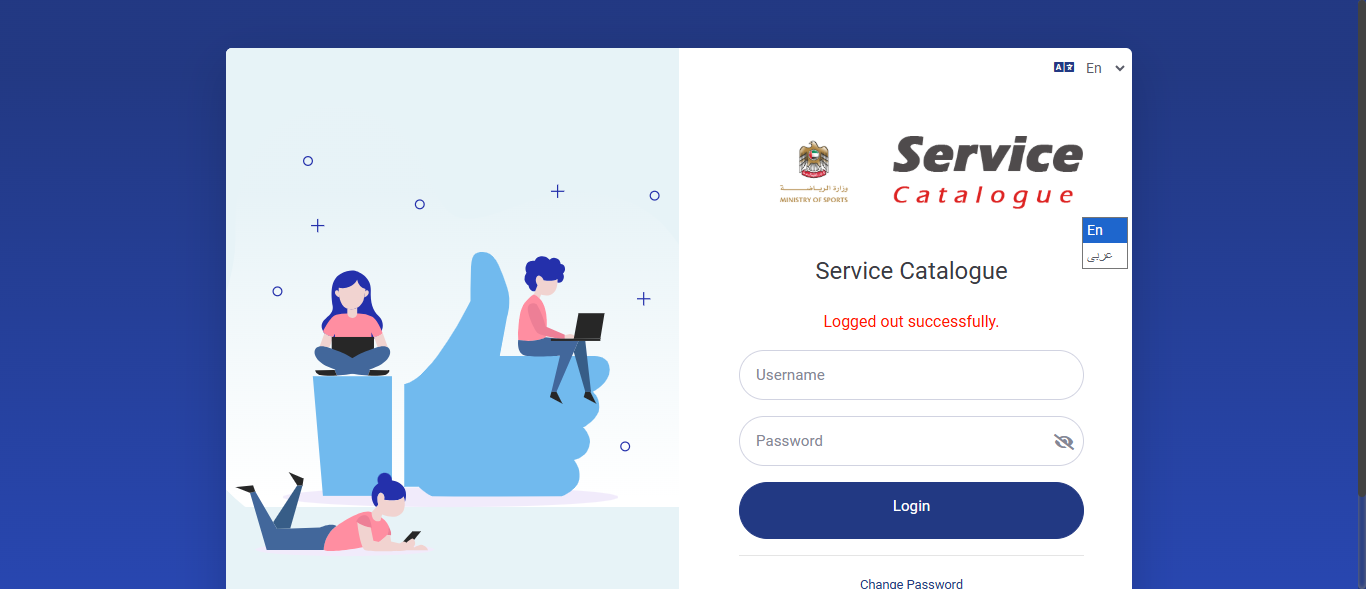 En
وزارة الرياضة
MINISTRY OF SPORTS
Service
Catalogue
En
عربى
Service Catalogue
Logged out successfully.
Username
Password
Login
Change Password